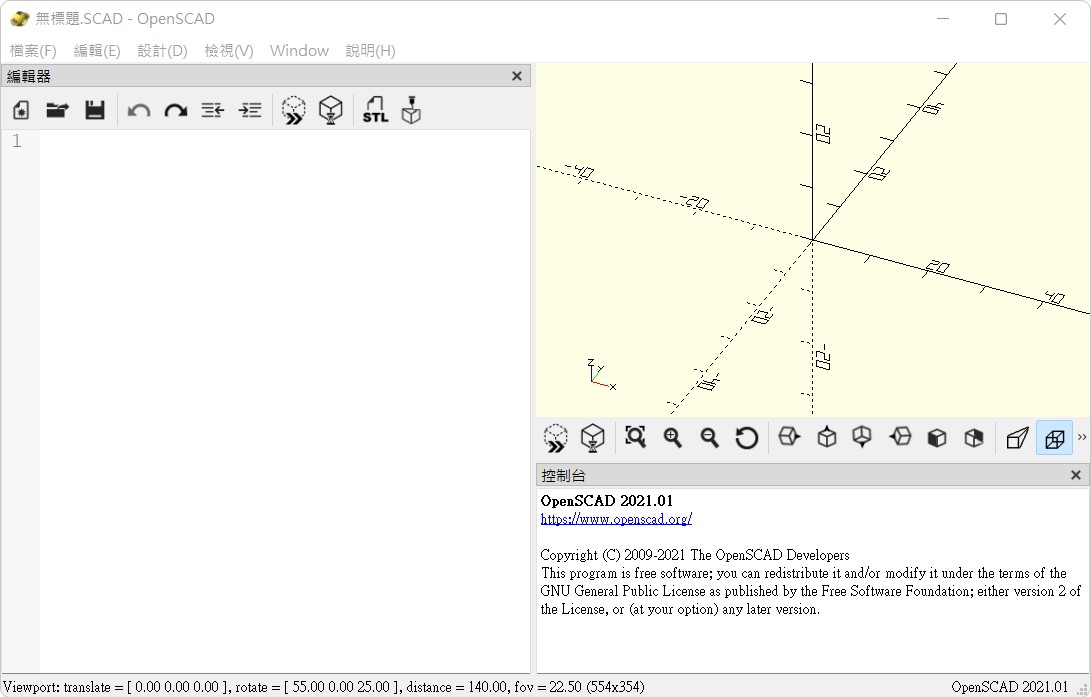 無標題.SCAD - OpenSCAD
檔案(F) 編輯(E) 設計(D) 檢視(V) Window 說明(H)
編輯器
STL
1
20
40
20
-40
-20
20
40
-20
-40
-20
Z
Y
X
控制台
OpenSCAD 2021.01
https://www.openscad.org/
Copyright (C) 2009-2021 The OpenSCAD Developers
This program is free software; you can redistribute it and/or modify it under the terms of the
GNU General Public License as published by the Free Software Foundation; either version 2 of
the License, or (at your option) any later version.
Viewport: translate = [ 0.00 0.00 0.00 ], rotate = [ 55.00 0.00 25.00 ], distance = 140.00, fov = 22.50 (554x354)
OpenSCAD 2021.01